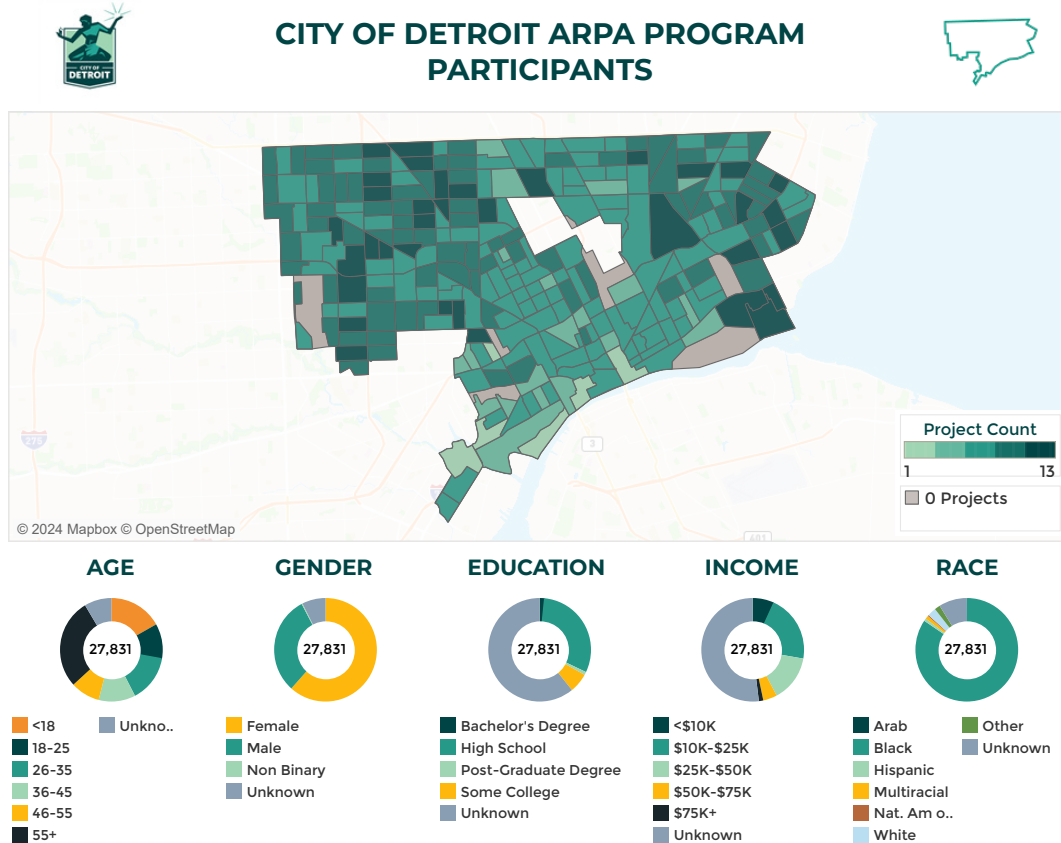 CITY OF
DETROIT
CITY OF DETROIT ARPA PROGRAM
PARTICIPANTS
275
3
401
Project Count
1 13
0 Projects
© 2024 Mapbox © OpenStreetMap
AGE GENDER EDUCATION INCOME RACE
27,831 27,831 27,831 27,831 27,831
<18 Unkno..
18-25
26-35
36-45
46-55
55+
Female
Male
Non Binary
Unknown
Bachelor's Degree
High School
Post-Graduate Degree
Some College
Unknown
<$10K
$10K-$25K
$25K-$50K
$50K-$75K
$75K+
Unknown
Arab Other
Black Unknown
Hispanic
Multiracial
Nat. Am o..
White